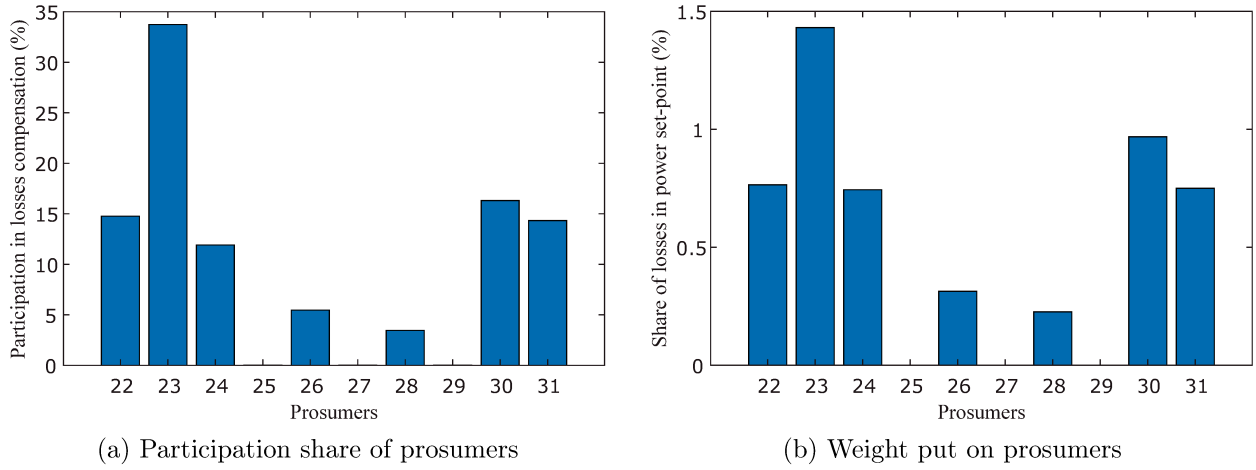 Participation in losses compensation (%)
35
30
25
20
15
10
5
0
22 23 24 25 26 27 28 29 30 31
Prosumers
(a) Participation share of prosumers
Share of losses in power set-point (%)
1.5
1
0.5
0
22 23 24 25 26 27 28 29 30 31
Prosumers
(b) Weight put on prosumers